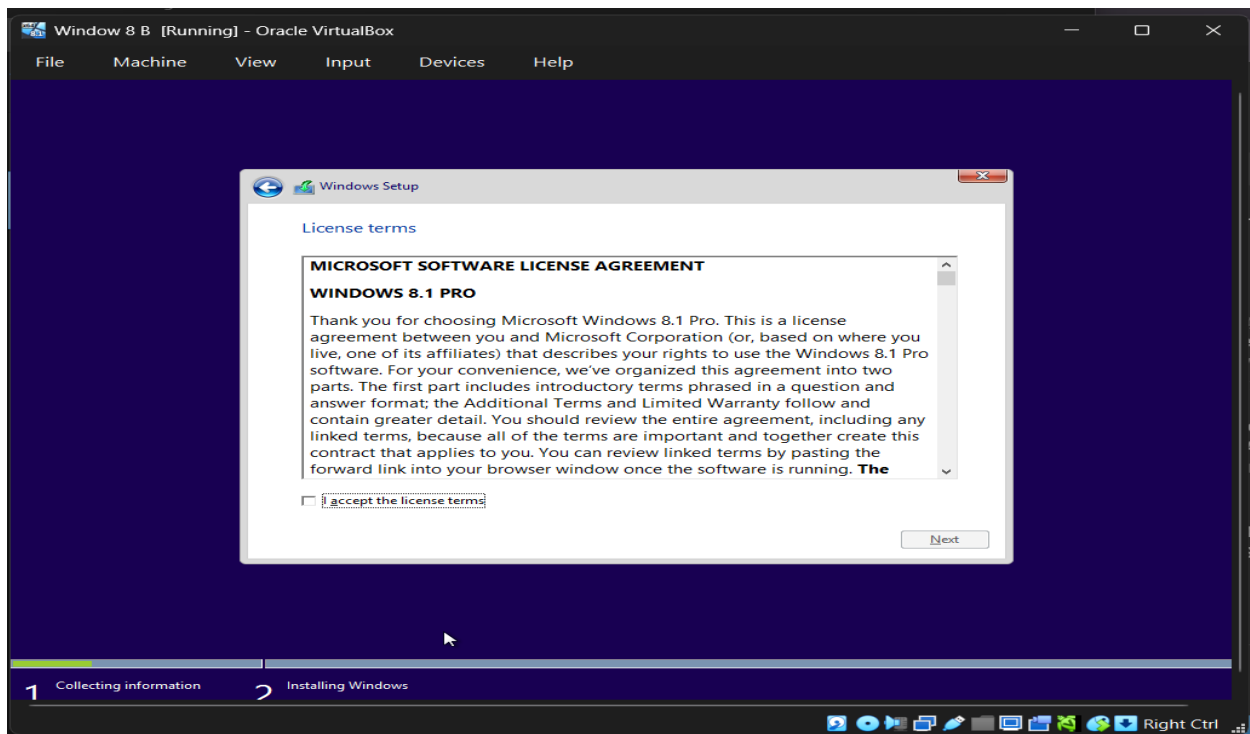 Window 8 B [Running] - Oracle VirtualBox
File Machine View Input Devices Help
Windows Setup
License terms
MICROSOFT SOFTWARE LICENSE AGREEMENT
WINDOWS 8.1 PRO
Thank you for choosing Microsoft Windows 8.1 Pro. This is a license
agreement between you and Microsoft Corporation (or, based on where you
live, one of its affiliates) that describes your rights to use the Windows 8.1 Pro
software. For your convenience, we've organized this agreement into two
parts. The first part includes introductory terms phrased in a question and
answer format; the Additional Terms and Limited Warranty follow and
contain greater detail. You should review the entire agreement, including any
linked terms, because all of the terms are important and together create this
contract that applies to you. You can review linked terms by pasting the
forward link into your browser window once the software is running. The
I accept the license terms
Next
1 Collecting information 2 Installing Windows
Right Ctrl